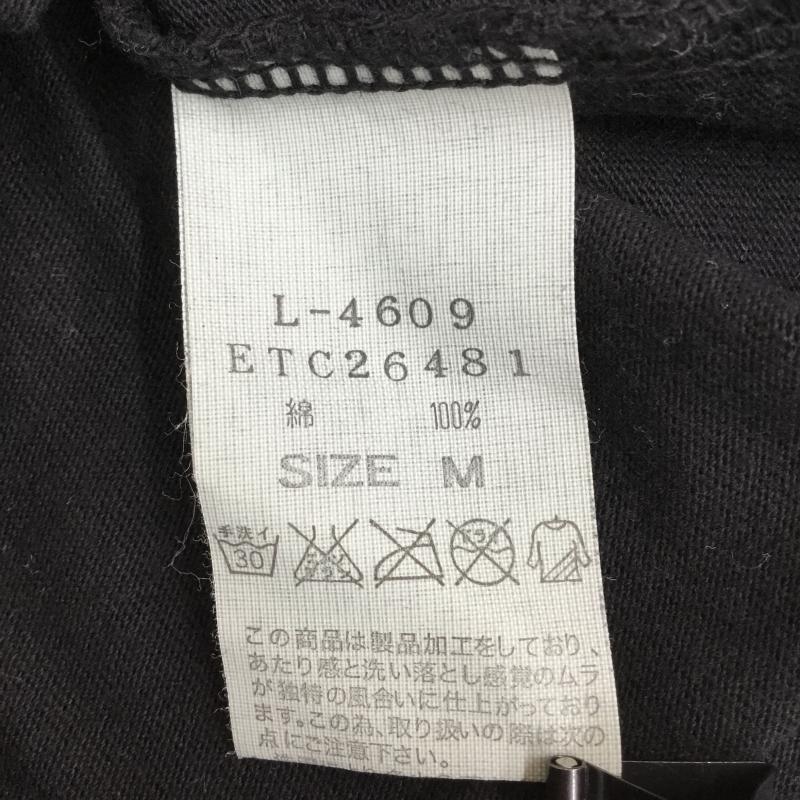 L-4609
ETC26481
綿 100%
SIZE M
手洗イ
30
ドライ
この商品は製品加工をしており、
あたり感と洗い落とし感覚のムラ
が独特の風合いに仕上がっており
ます。この為、取り扱いの際は次の
点にご注意下さい。